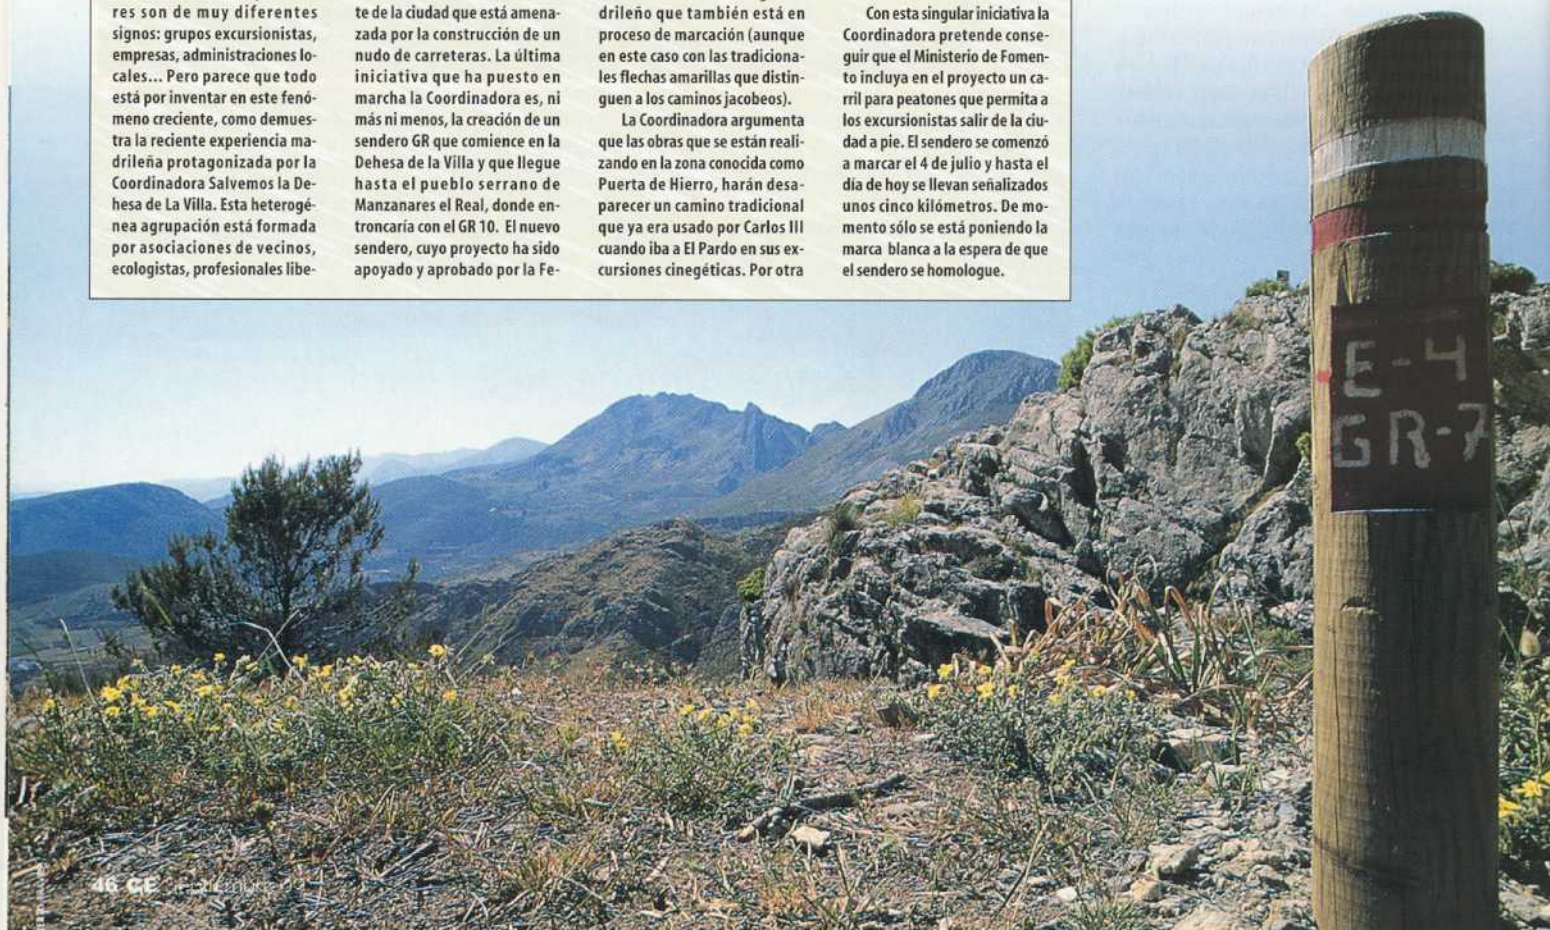 res son de muy diferentes
signos: grupos excursionistas,
empresas, administraciones lo-
cales... Pero parece que todo
está por inventar en este fenó-
meno creciente, como demues-
tra la reciente experiencia ma-
drileña protagonizada por la
Coordinadora Salvemos la De-
hesa de La Villa. Esta heterogé-
nea agrupación está formada
por asociaciones de vecinos,
ecologistas, profesionales libe-
te de la ciudad que está amena-
zada por la construcción de un
nudo de carreteras. La última
iniciativa que ha puesto en
marcha la Coordinadora es, ni
más ni menos, la creación de un
sendero GR que comience en la
Dehesa de la Villa y que llegue
hasta el pueblo serrano de
Manzanares el Real, donde en-
troncaría con el GR 10. El nuevo
sendero, cuyo proyecto ha sido
apoyado y aprobado por la Fe-
drileño que también está en
proceso de marcación (aunque
en este caso con las tradiciona-
les flechas amarillas que distin-
guen a los caminos jacobeos).
La Coordinadora argumenta
que las obras que se están reali-
zando en la zona conocida como
Puerta de Hierro, harán desa-
parecer un camino tradicional
que ya era usado por Carlos III
cuando iba a El Pardo en sus ex-
cursiones cinegéticas. Por otra
Con esta singular iniciativa la
Coordinadora pretende conse-
guir que el Ministerio de Fomen-
to incluya en el proyecto un ca-
rril para peatones que permita a
los excursionistas salir de la ciu-
dad a pie. El sendero se comenzó
a marcar el 4 de julio y hasta el
día de hoy se llevan señalizados
unos cinco kilómetros. De mo-
mento sólo se está poniendo la
marca blanca a la espera de que
el sendero se homologue.
E-4
GR-7
46 CE